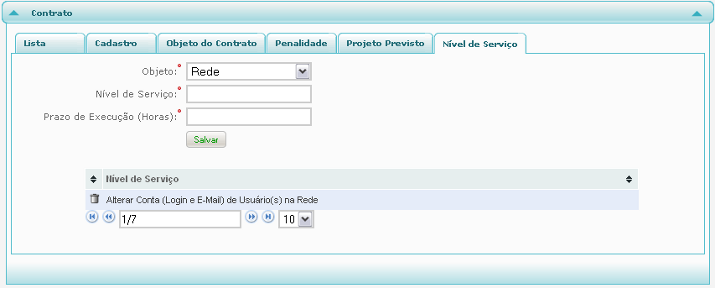 Contrato
Lista Cadastro Objeto do Contrato Penalidade Projeto Previsto Nível de Serviço
Objeto:* Rede
Nível de Serviço:*
Prazo de Execução (Horas):*
Salvar
Nível de Serviço
Alterar Conta (Login e E-Mail) de Usuário(s) na Rede
1/7 10